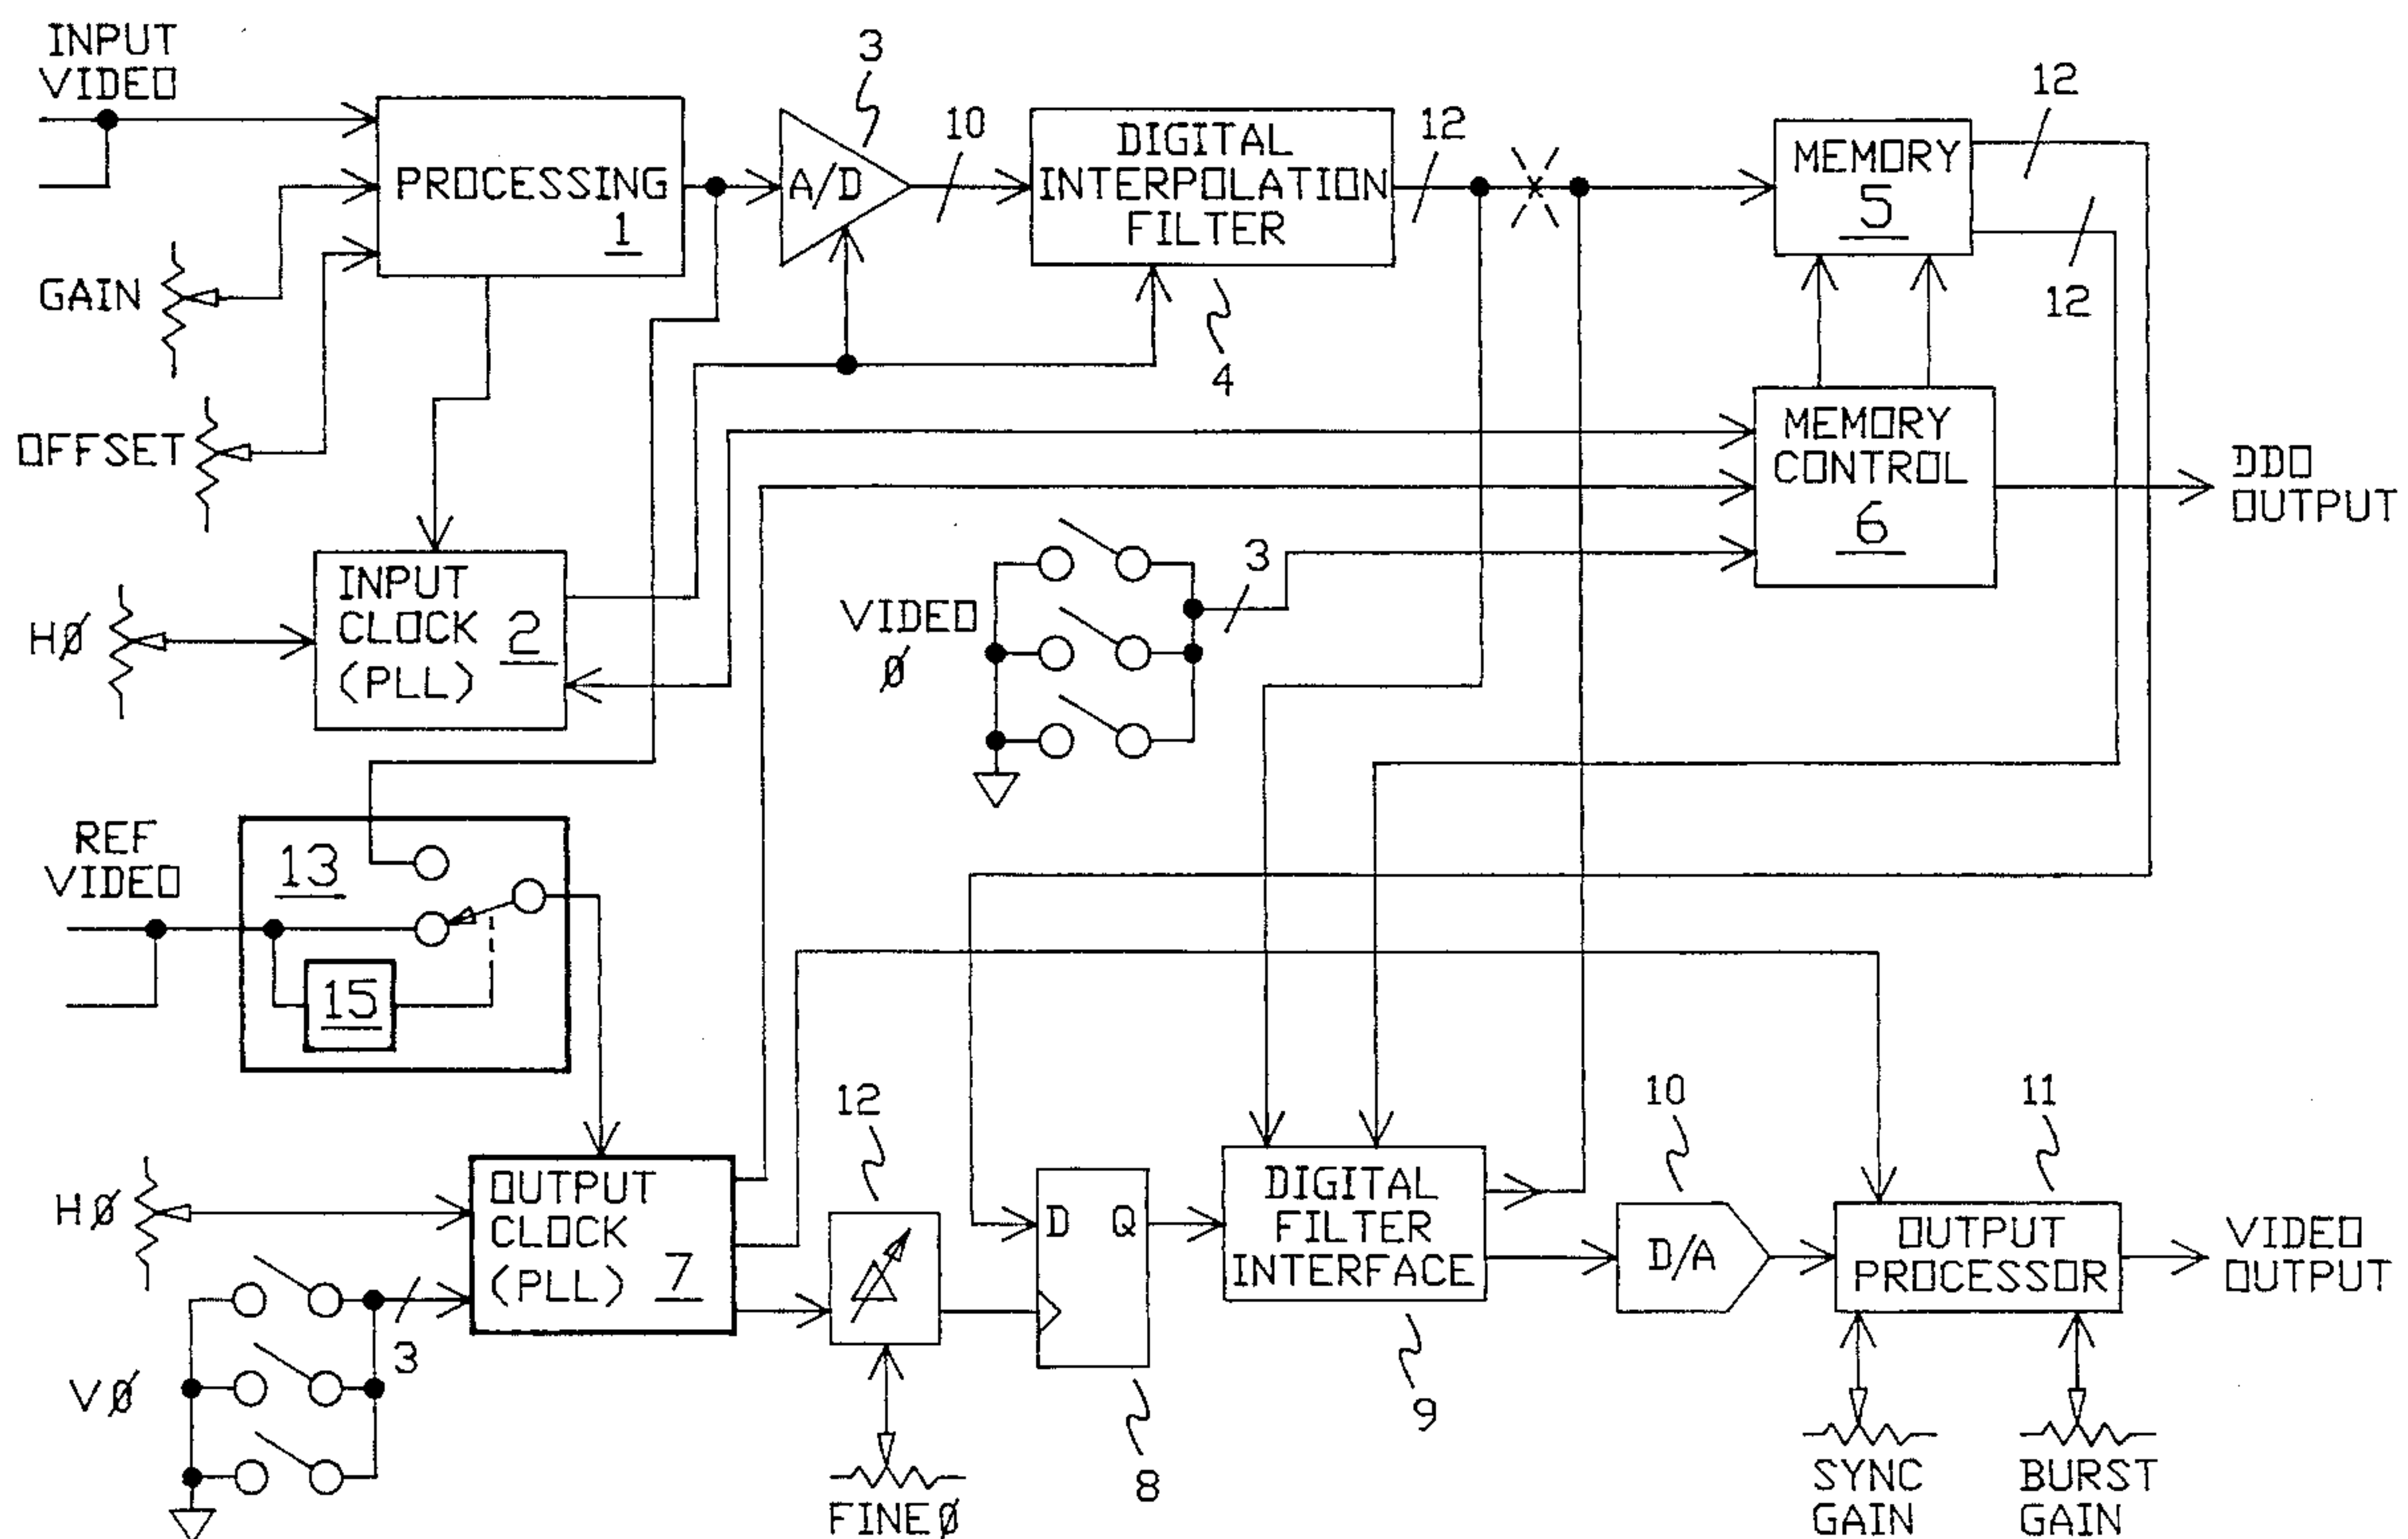 INPUT
VIDEO
GAIN
OFFSET
PROCESSING
1
3
A/D
10
DIGITAL
INTERPOLATION
FILTER
4
12
MEMORY
5
12
12
MEMORY
CONTROL
6
DDO
OUTPUT
HØ
INPUT
CLOCK
(PLL)
2
VIDEO
Ø
3
REF
VIDEO
13
15
HØ
VØ
3
OUTPUT
CLOCK
(PLL)
7
12
FINEØ
D Q
8
DIGITAL
FILTER
INTERFACE
9
10
D/A
11
OUTPUT
PROCESSOR
VIDEO
OUTPUT
SYNC
GAIN
BURST
GAIN